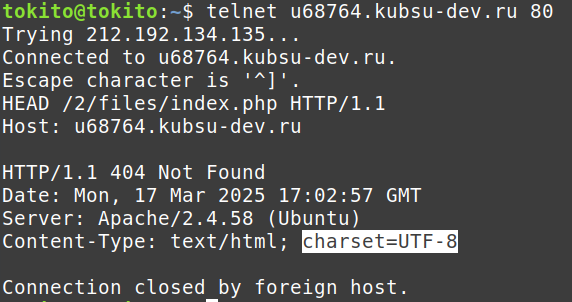 tokito@tokito:~$ telnet u68764.kubsu-dev.ru 80
Trying 212.192.134.135...
Connected to u68764.kubsu-dev.ru.
Escape character is '^]'.
HEAD /2/files/index.php HTTP/1.1
Host: u68764.kubsu-dev.ru

HTTP/1.1 404 Not Found
Date: Mon, 17 Mar 2025 17:02:57 GMT
Server: Apache/2.4.58 (Ubuntu)
Content-Type: text/html; charset=UTF-8

Connection closed by foreign host.